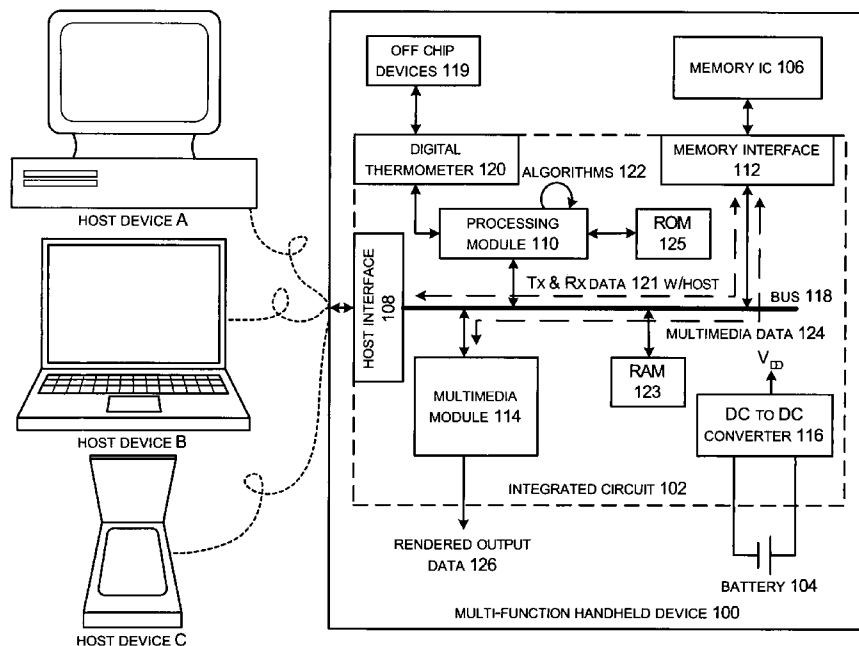 HOST DEVICE A
HOST DEVICE B
HOST DEVICE C
OFF CHIP
DEVICES 119
MEMORY IC 106
DIGITAL
THERMOMETER 120
ALGORITHMS 122
MEMORY INTERFACE
112
PROCESSING
MODULE 110
ROM
125
HOST INTERFACE
108
TX & RX DATA 121 W/HOST
BUS 118
MULTIMEDIA DATA 124
MULTIMEDIA
MODULE 114
RAM
123
VDD
DC TO DC
CONVERTER 116
INTEGRATED CIRCUIT 102
RENDERED OUTPUT
DATA 126
BATTERY 104
MULTI-FUNCTION HANDHELD DEVICE 100